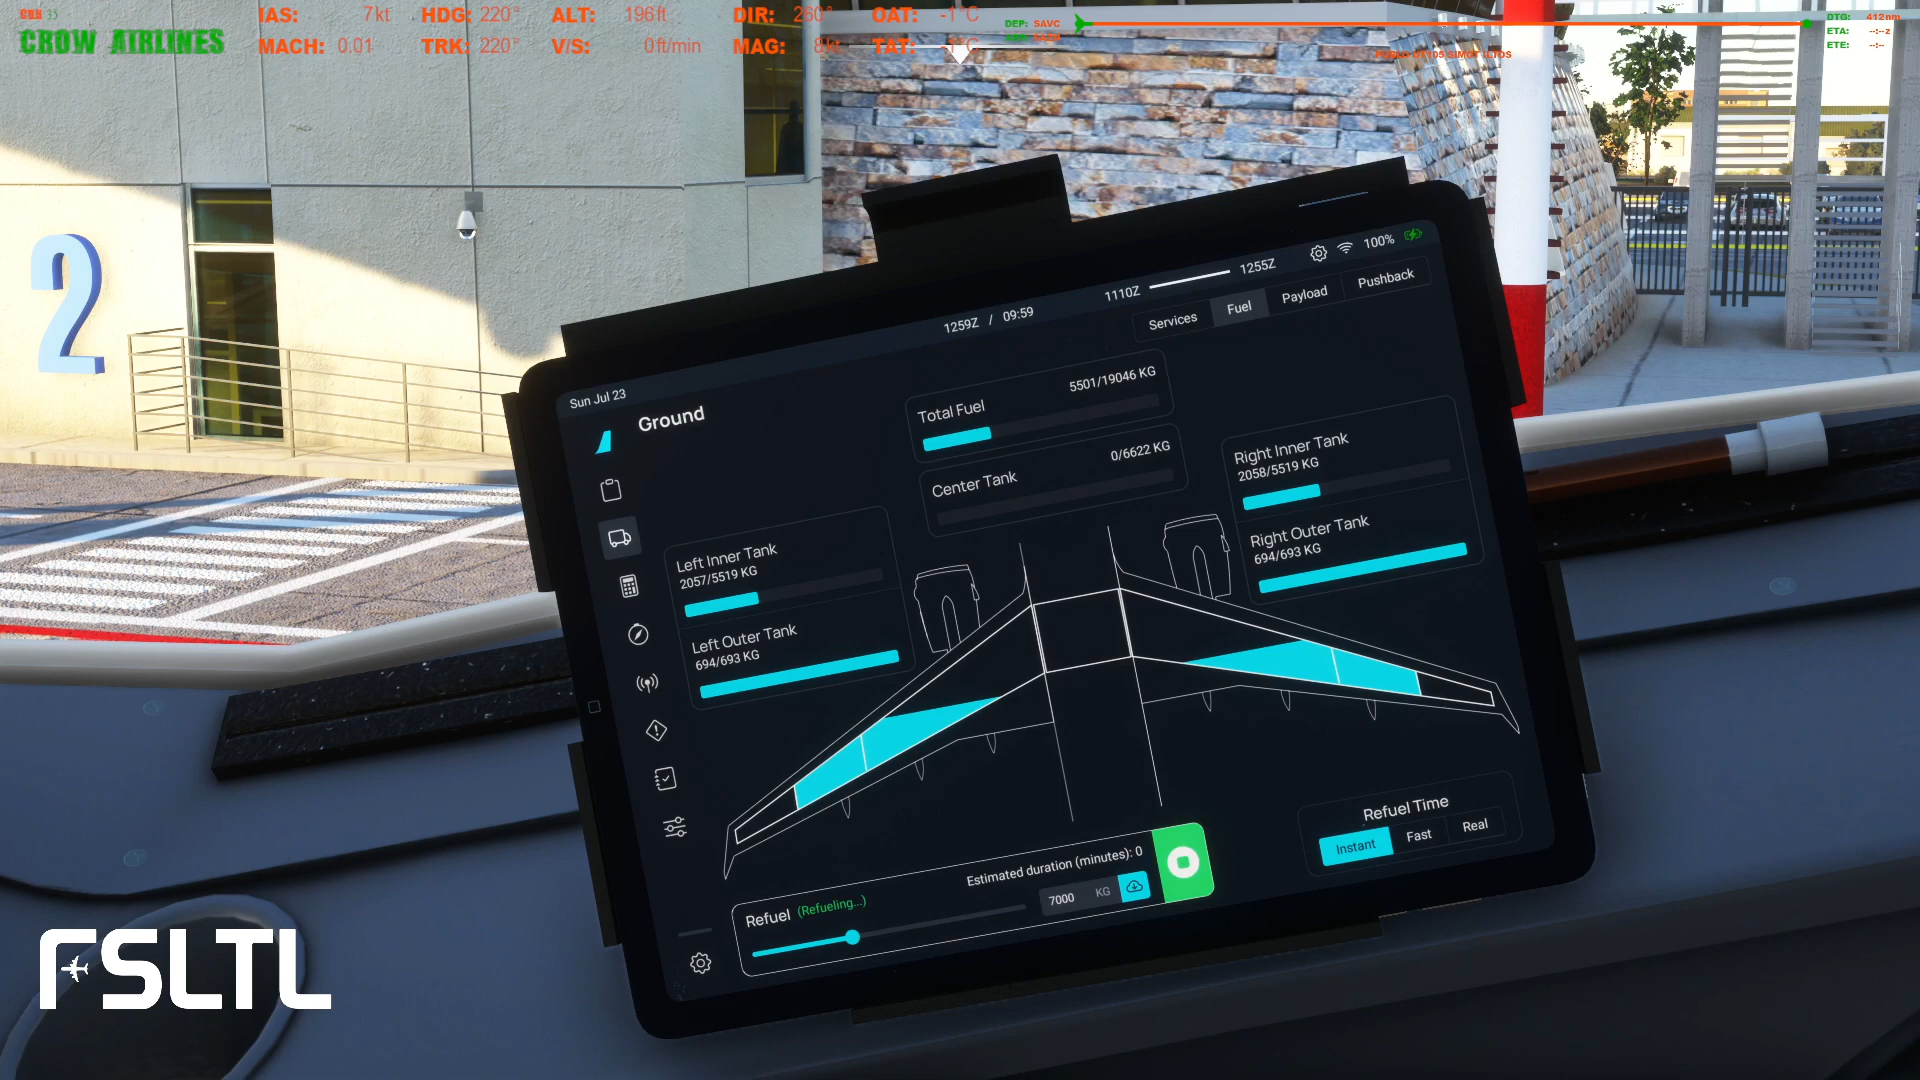 CROW AIRLINES
IAS: 7kt HDG: 220° ALT: 196ft DIR: 260° OAT: -1°C
MACH: 0.01 TRK: 220° V/S: 0ft/min MAG: 8kt TAT: -1°C
DEP: SAVC
DTG: 412nm
ETA: --:--z
ETE: --:--
2
Sun Jul 23
1259Z / 09:59
1110Z
1255Z
100%
Ground
Services
Fuel
Payload
Pushback
Total Fuel
5501/19046 KG
Center Tank
0/6622 KG
Left Inner Tank
2057/5519 KG
Left Outer Tank
694/693 KG
Right Inner Tank
2058/5519 KG
Right Outer Tank
694/693 KG
Refuel (Refueling...)
Estimated duration (minutes): 0
7000 KG
Refuel Time
Instant
Fast
Real
FSLTL